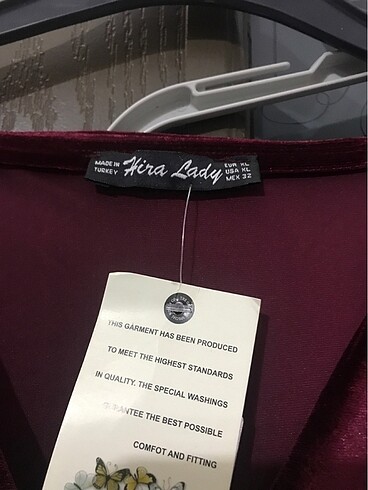 MADE IN
TURKEY
Hira Lady
EUR XL
USA XL
MEX 32
THIS GARMENT HAS BEEN PRODUCED
TO MEET THE HIGHEST STANDARDS
IN QUALITY. THE SPECIAL WASHINGS
THE BEST POSSIBLE
COMFOT AND FITTING